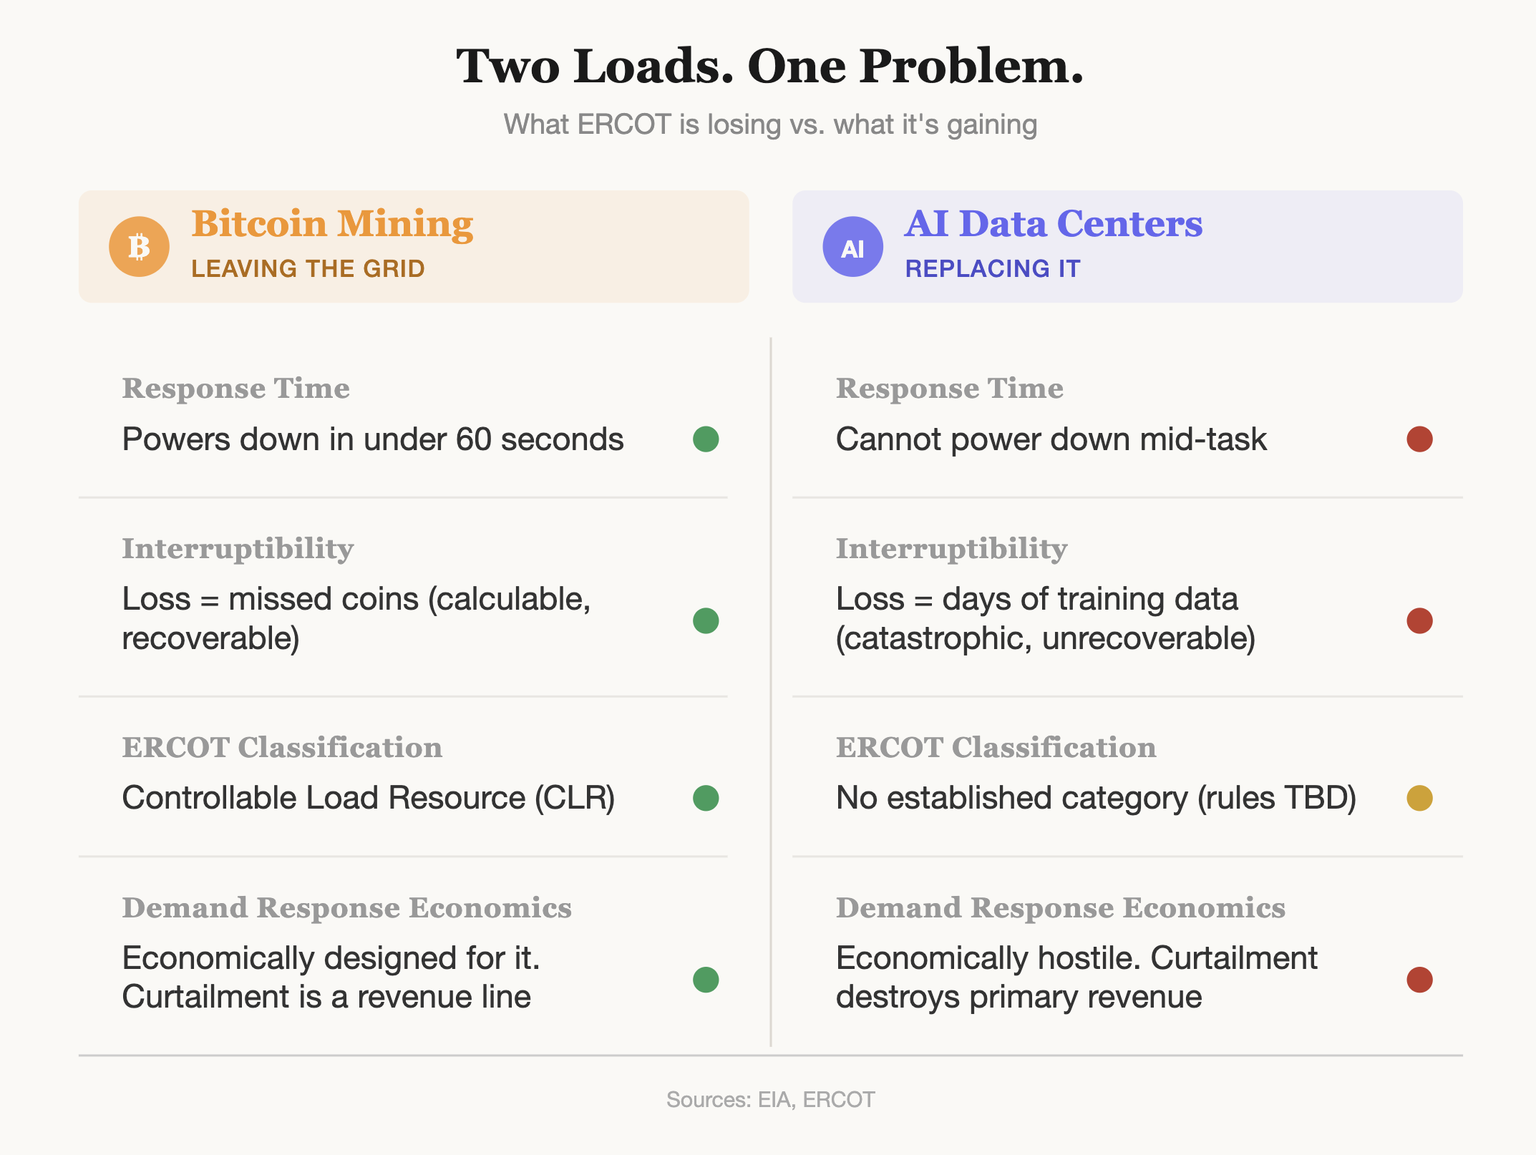 Two Loads. One Problem.
What ERCOT is losing vs. what it's gaining
₿
Bitcoin Mining
LEAVING THE GRID
Response Time
Powers down in under 60 seconds
Interruptibility
Loss = missed coins (calculable,
recoverable)
ERCOT Classification
Controllable Load Resource (CLR)
Demand Response Economics
Economically designed for it.
Curtailment is a revenue line
AI
AI Data Centers
REPLACING IT
Response Time
Cannot power down mid-task
Interruptibility
Loss = days of training data
(catastrophic, unrecoverable)
ERCOT Classification
No established category (rules TBD)
Demand Response Economics
Economically hostile. Curtailment
destroys primary revenue
Sources: EIA, ERCOT